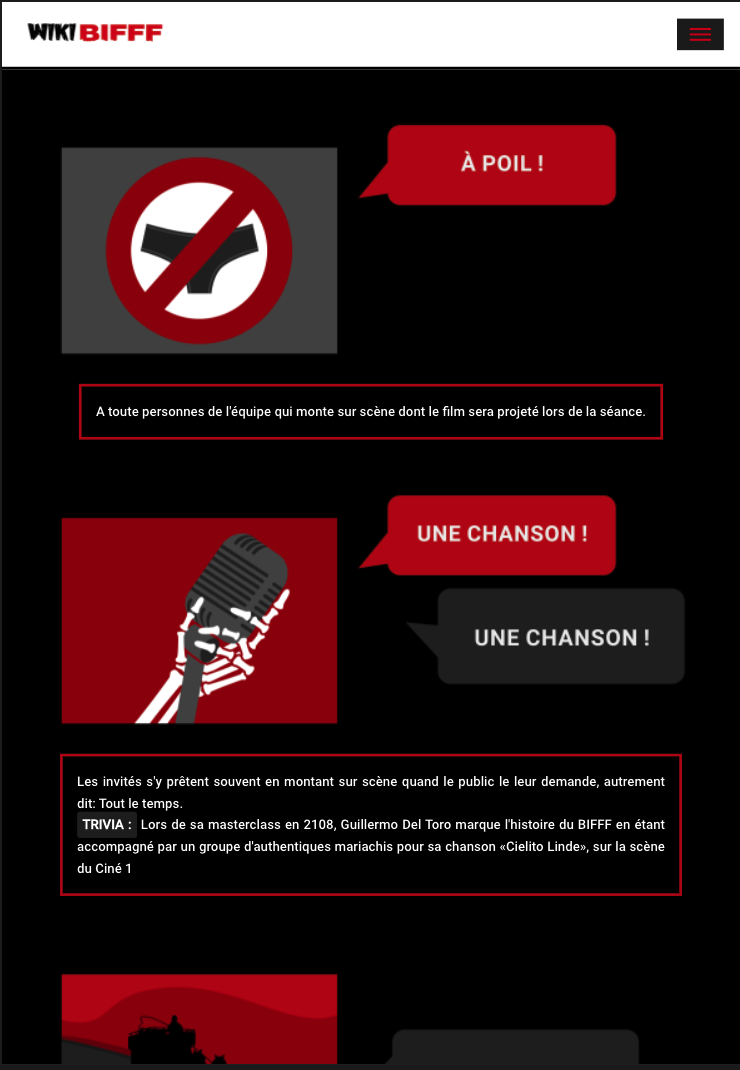 WIKI BIFFF
À POIL !
A toute personnes de l'équipe qui monte sur scène dont le film sera projeté lors de la séance.
UNE CHANSON !
UNE CHANSON !
Les invités s'y prêtent souvent en montant sur scène quand le public le leur demande, autrement
dit: Tout le temps.
TRIVIA : Lors de sa masterclass en 2108, Guillermo Del Toro marque l'histoire du BIFFF en étant
accompagné par un groupe d'authentiques mariachis pour sa chanson «Cielito Linde», sur la scène
du Ciné 1